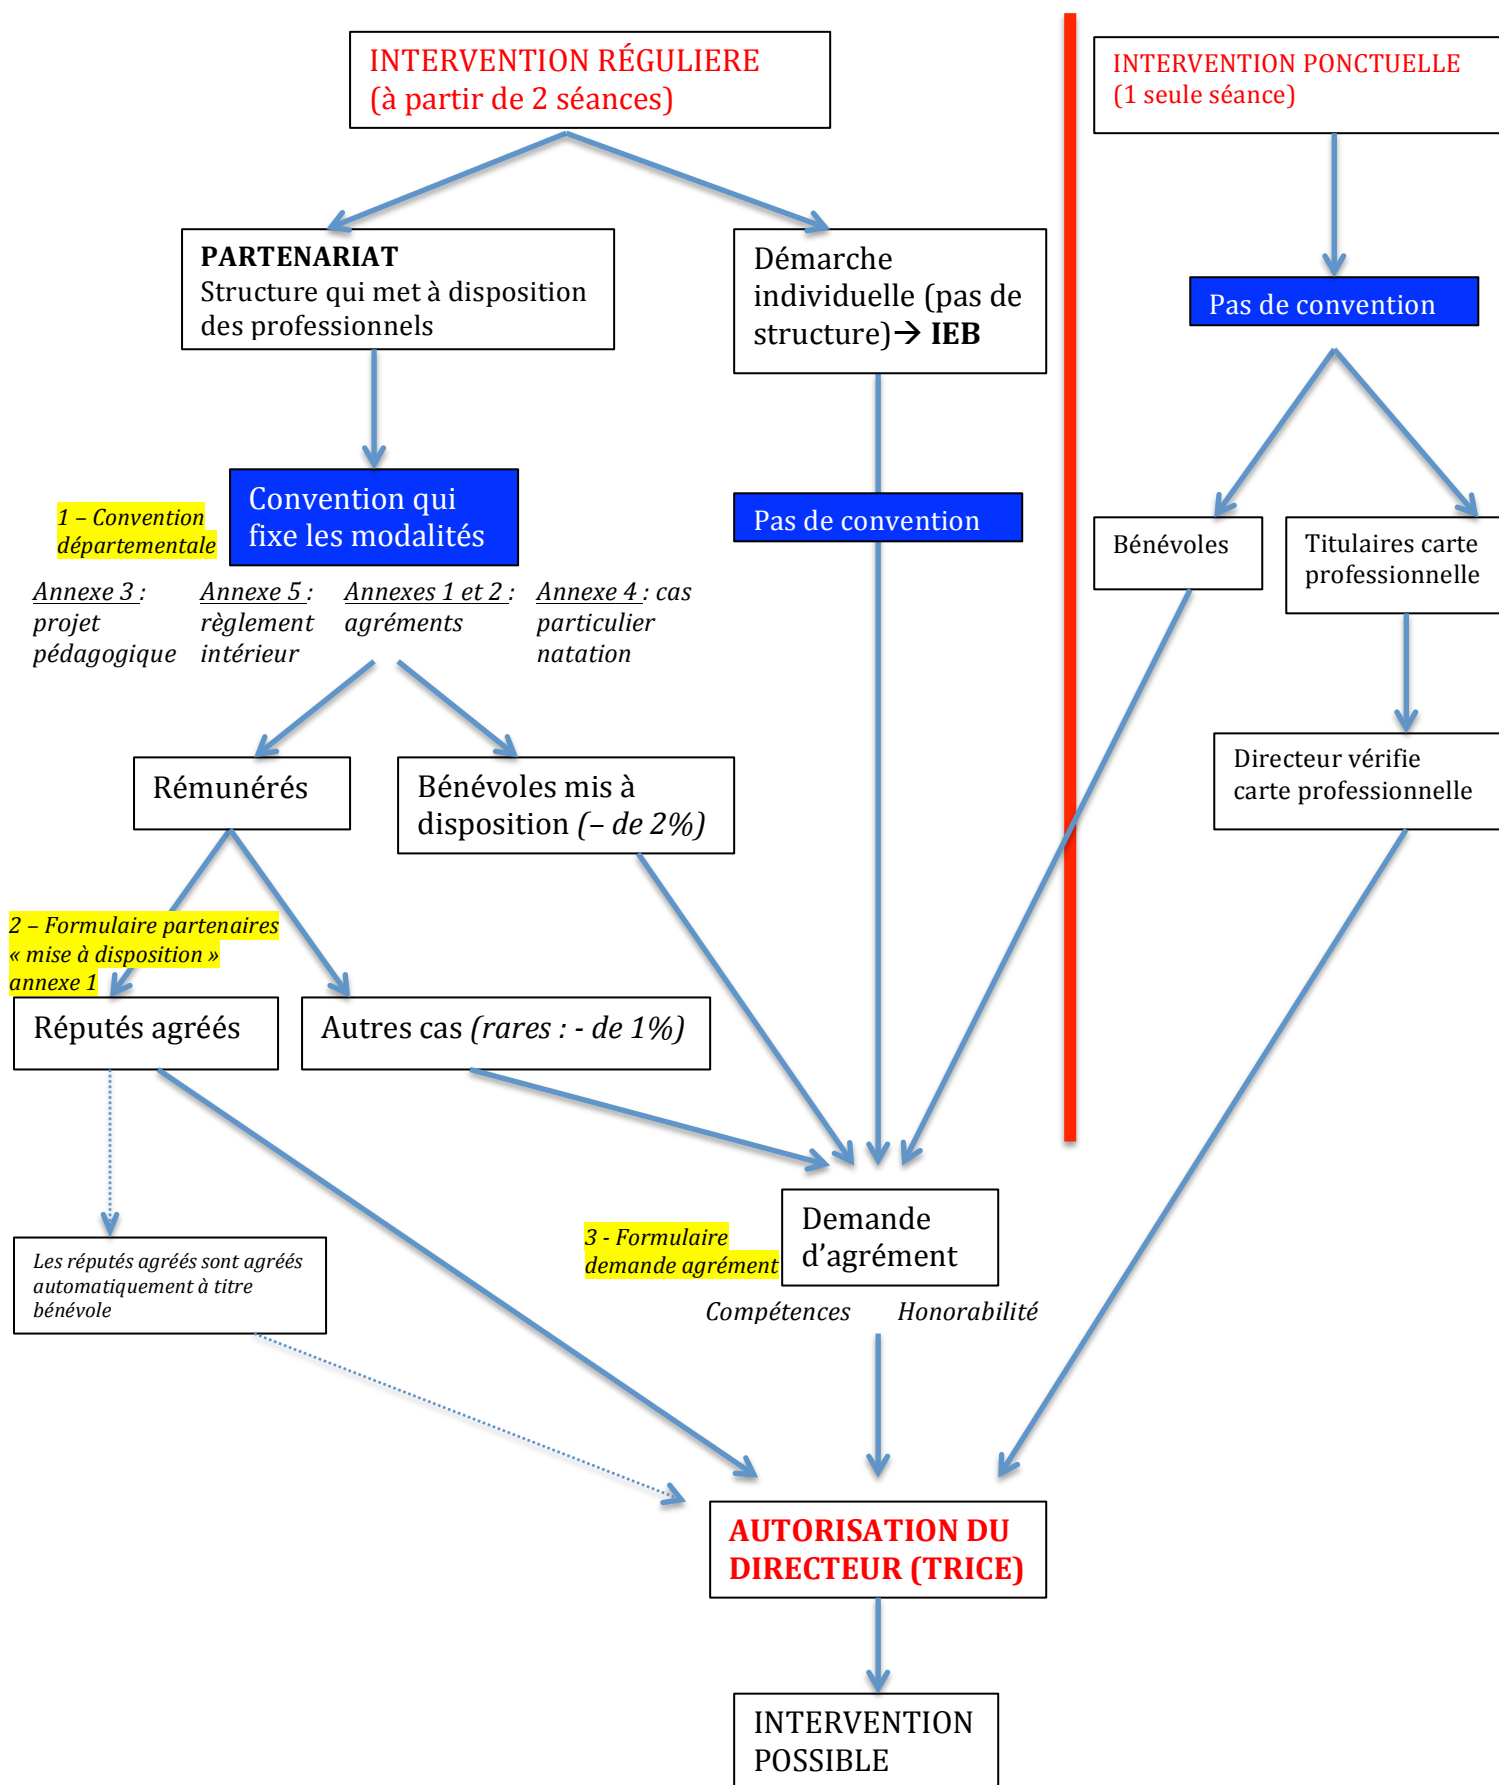 INTERVENTION RÉGULIERE
(à partir de 2 séances)
INTERVENTION PONCTUELLE
(1 seule séance)
PARTENARIAT
Structure qui met à disposition
des professionnels
Démarche
individuelle (pas de
structure)→ IEB
Pas de convention
1 – Convention
départementale
Convention qui
fixe les modalités
Pas de convention
Bénévoles
Titulaires carte
professionnelle
Annexe 3 :
projet
pédagogique
Annexe 5 :
règlement
intérieur
Annexes 1 et 2 :
agréments
Annexe 4 : cas
particulier
natation
Rémunérés
Bénévoles mis à
disposition (– de 2%)
Directeur vérifie
carte professionnelle
2 – Formulaire partenaires
« mise à disposition »
annexe 1
Réputés agréés
Autres cas (rares : - de 1%)
Les réputés agréés sont agréés
automatiquement à titre
bénévole
3 - Formulaire
demande agrément
Demande
d’agrément
Compétences Honorabilité
AUTORISATION DU
DIRECTEUR (TRICE)
INTERVENTION
POSSIBLE